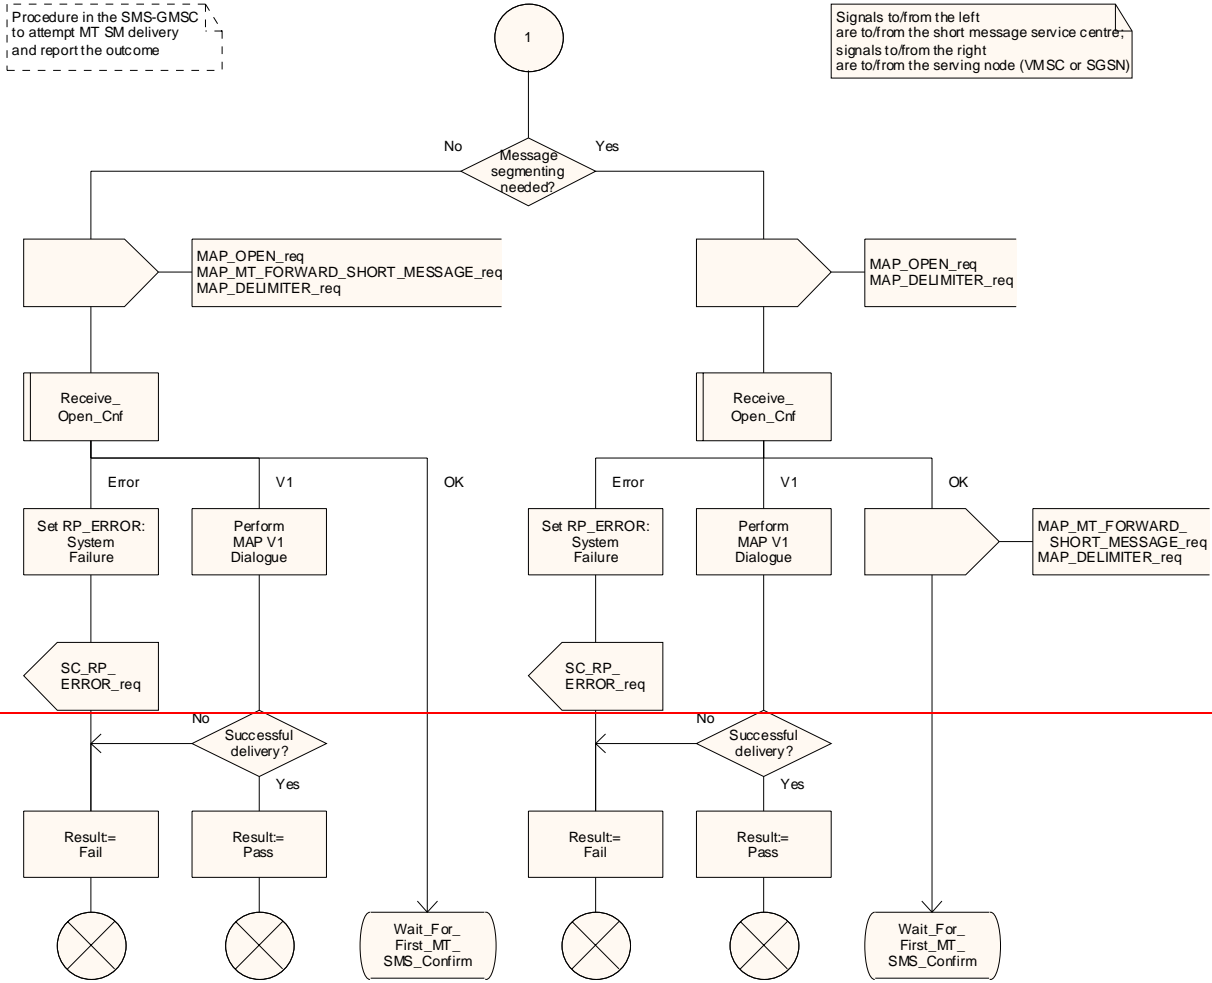 Procedure in the SMS-GMSC
to attempt MT SM delivery
and report the outcome
1
Signals to/from the left
are to/from the short message service centre;
signals to/from the right
are to/from the serving node (VMSC or SGSN)
No
Message
segmenting
needed?
Yes
MAP_OPEN_req
MAP_MT_FORWARD_SHORT_MESSAGE_req
MAP_DELIMITER_req
MAP_OPEN_req
MAP_DELIMITER_req
Receive_
Open_Cnf
Receive_
Open_Cnf
Error
V1
OK
Error
V1
OK
Set RP_ERROR:
System
Failure
Perform
MAP V1
Dialogue
Set RP_ERROR:
System
Failure
Perform
MAP V1
Dialogue
MAP_MT_FORWARD_
SHORT_MESSAGE_req
MAP_DELIMITER_req
SC_RP_
ERROR_req
SC_RP_
ERROR_req
No
Successful
delivery?
Yes
No
Successful
delivery?
Yes
Result:=
Fail
Result:=
Pass
Result:=
Fail
Result:=
Pass
Wait_For_
First_MT_
SMS_Confirm
Wait_For_
First_MT_
SMS_Confirm